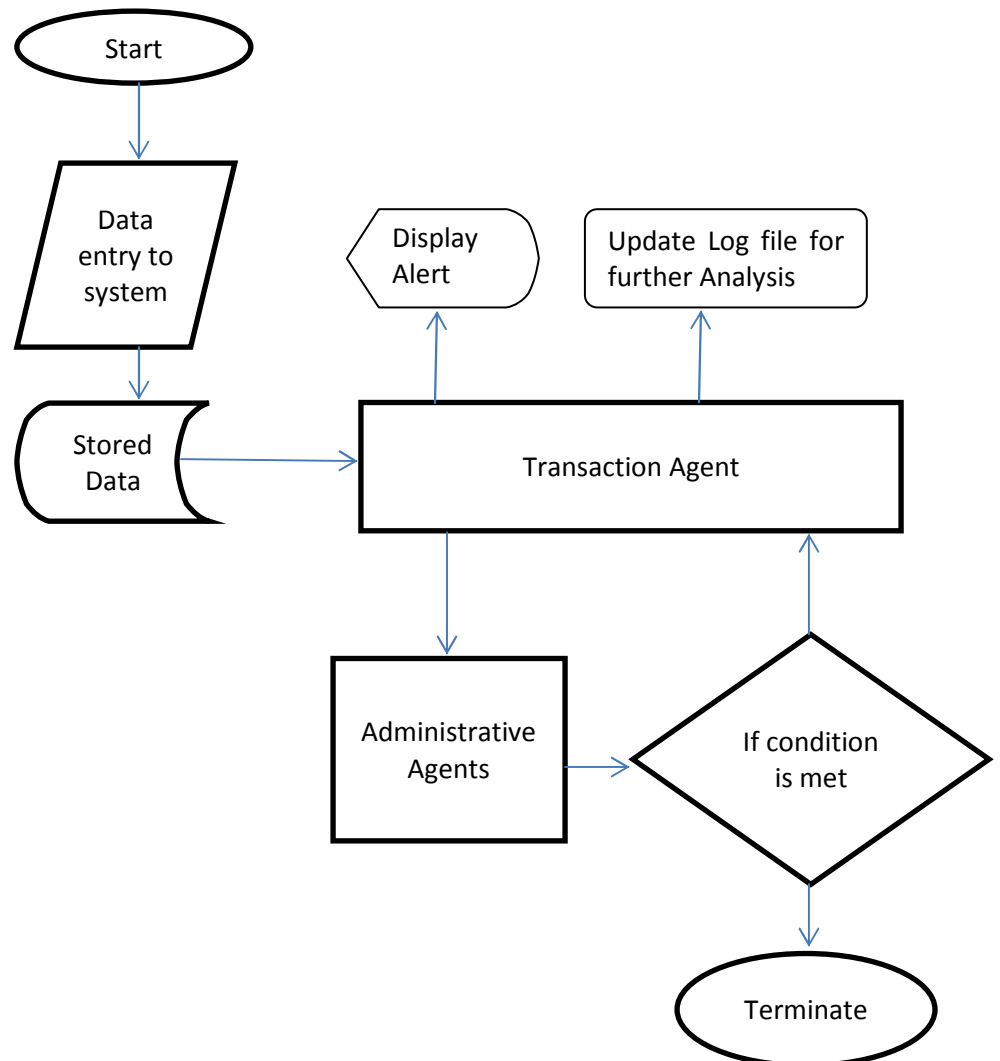 Start
Data
entry to
system
Display
Alert
Update Log file for
further Analysis
Stored
Data
Transaction Agent
Administrative
Agents
If condition
is met
Terminate